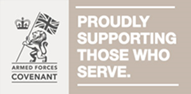 ARMED FORCES
COVENANT
PROUDLY
SUPPORTING
THOSE WHO
SERVE.